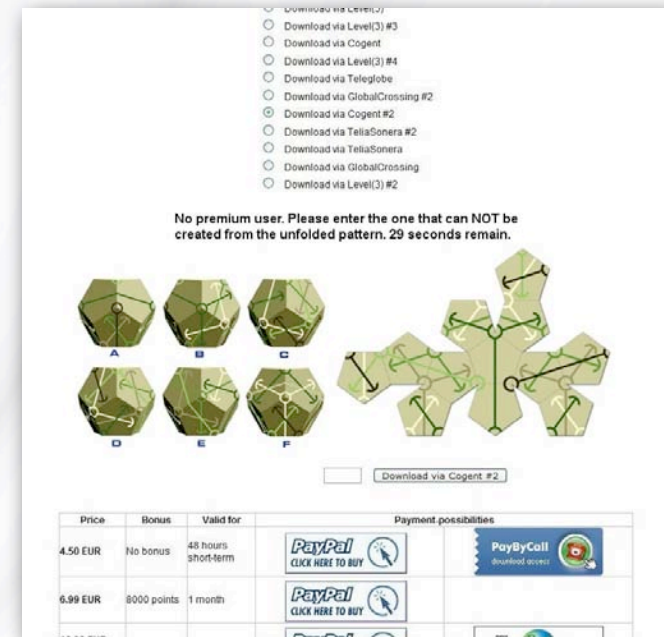 Download via Level(3)
Download via Level(3) #3
Download via Cogent
Download via Level(3) #4
Download via Teleglobe
Download via GlobalCrossing #2
Download via Cogent #2
Download via TeliaSonera #2
Download via TeliaSonera
Download via GlobalCrossing
Download via Level(3) #2
No premium user. Please enter the one that can NOT be
created from the unfolded pattern. 29 seconds remain.
A B C
D E F
Download via Cogent #2
Price Bonus Valid for Payment possibilities
4.50 EUR No bonus 48 hours short-term PayPal CLICK HERE TO BUY PayByCall download access
6.99 EUR 8000 points 1 month PayPal CLICK HERE TO BUY
PayPal